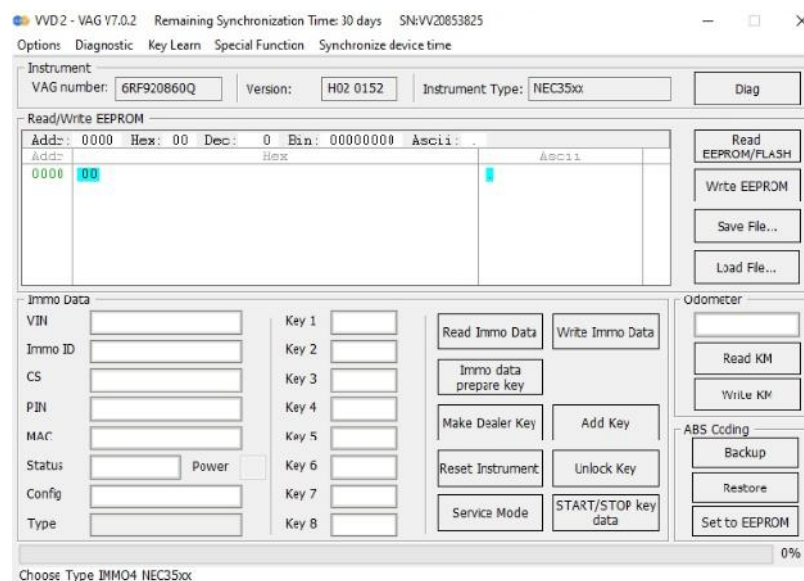 VVD 2 - VAG V7.0.2 Remaining Synchronization Time: 30 days SN:VV20853825
Options Diagnostic Key Learn Special Function Synchronize device time
Instrument
VAG number: 6RF920860Q Version: H02 0152 Instrument Type: NEC35xx Diag
Read/Write EEPROM
Addr: 0000 Hex: 00 Dec: 0 Bin: 00000000 Ascii: .
Addr Hex Ascii
0000 00 .
Read EEPROM/FLASH
Write EEPROM
Save File...
Load File...
Immo Data
VIN
Immo ID
CS
PIN
MAC
Status Power
Config
Type
Key 1
Key 2
Key 3
Key 4
Key 5
Key 6
Key 7
Key 8
Read Immo Data Write Immo Data
Immo data
prepare key
Make Dealer Key Add Key
Reset Instrument Unlock Key
Service Mode START/STOP key
data
Odometer
Read KM
Write KM
ABS Coding
Backup
Restore
Set to EEPROM
0%
Choose Type IMMO4 NEC35xx